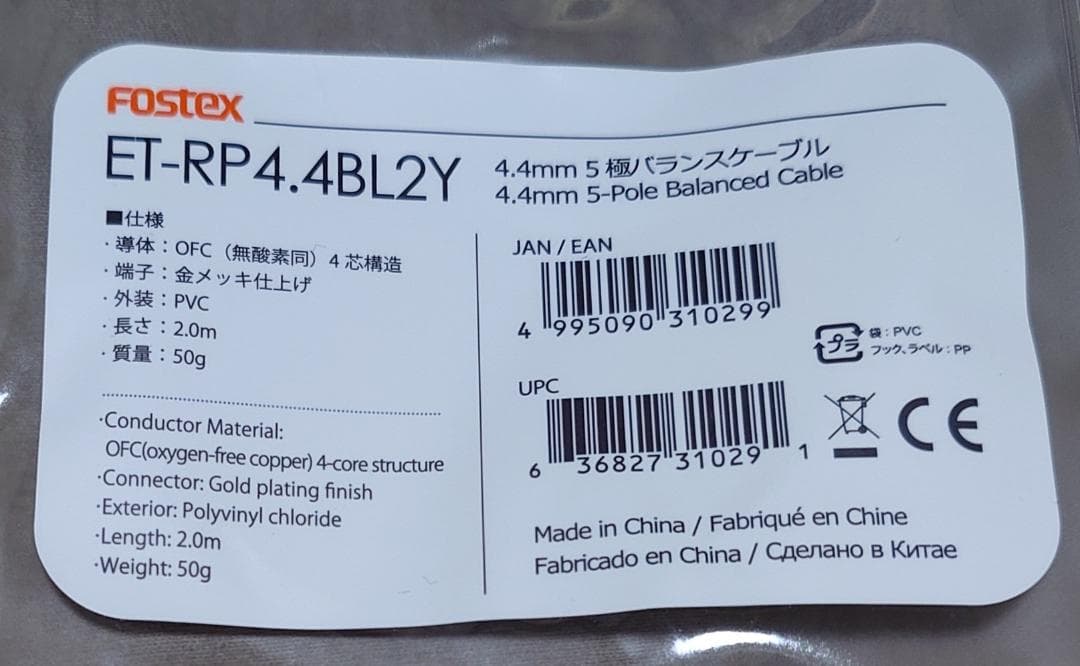 FOSTEX
ET-RP4.4BL2Y
4.4mm 5極バランスケーブル
4.4mm 5-Pole Balanced Cable
■仕様
・導体：OFC（無酸素同）4芯構造
・端子：金メッキ仕上げ
・外装：PVC
・長さ：2.0m
・質量：50g
·Conductor Material:
OFC(oxygen-free copper) 4-core structure
·Connector: Gold plating finish
·Exterior: Polyvinyl chloride
·Length: 2.0m
·Weight: 50g
JAN / EAN
4 995090 310299
UPC
6 36827 31029 1
プラ
袋：PVC
フック、ラベル：PP
CE
Made in China / Fabriqué en Chine
Fabricado en China / Сделано в Китае